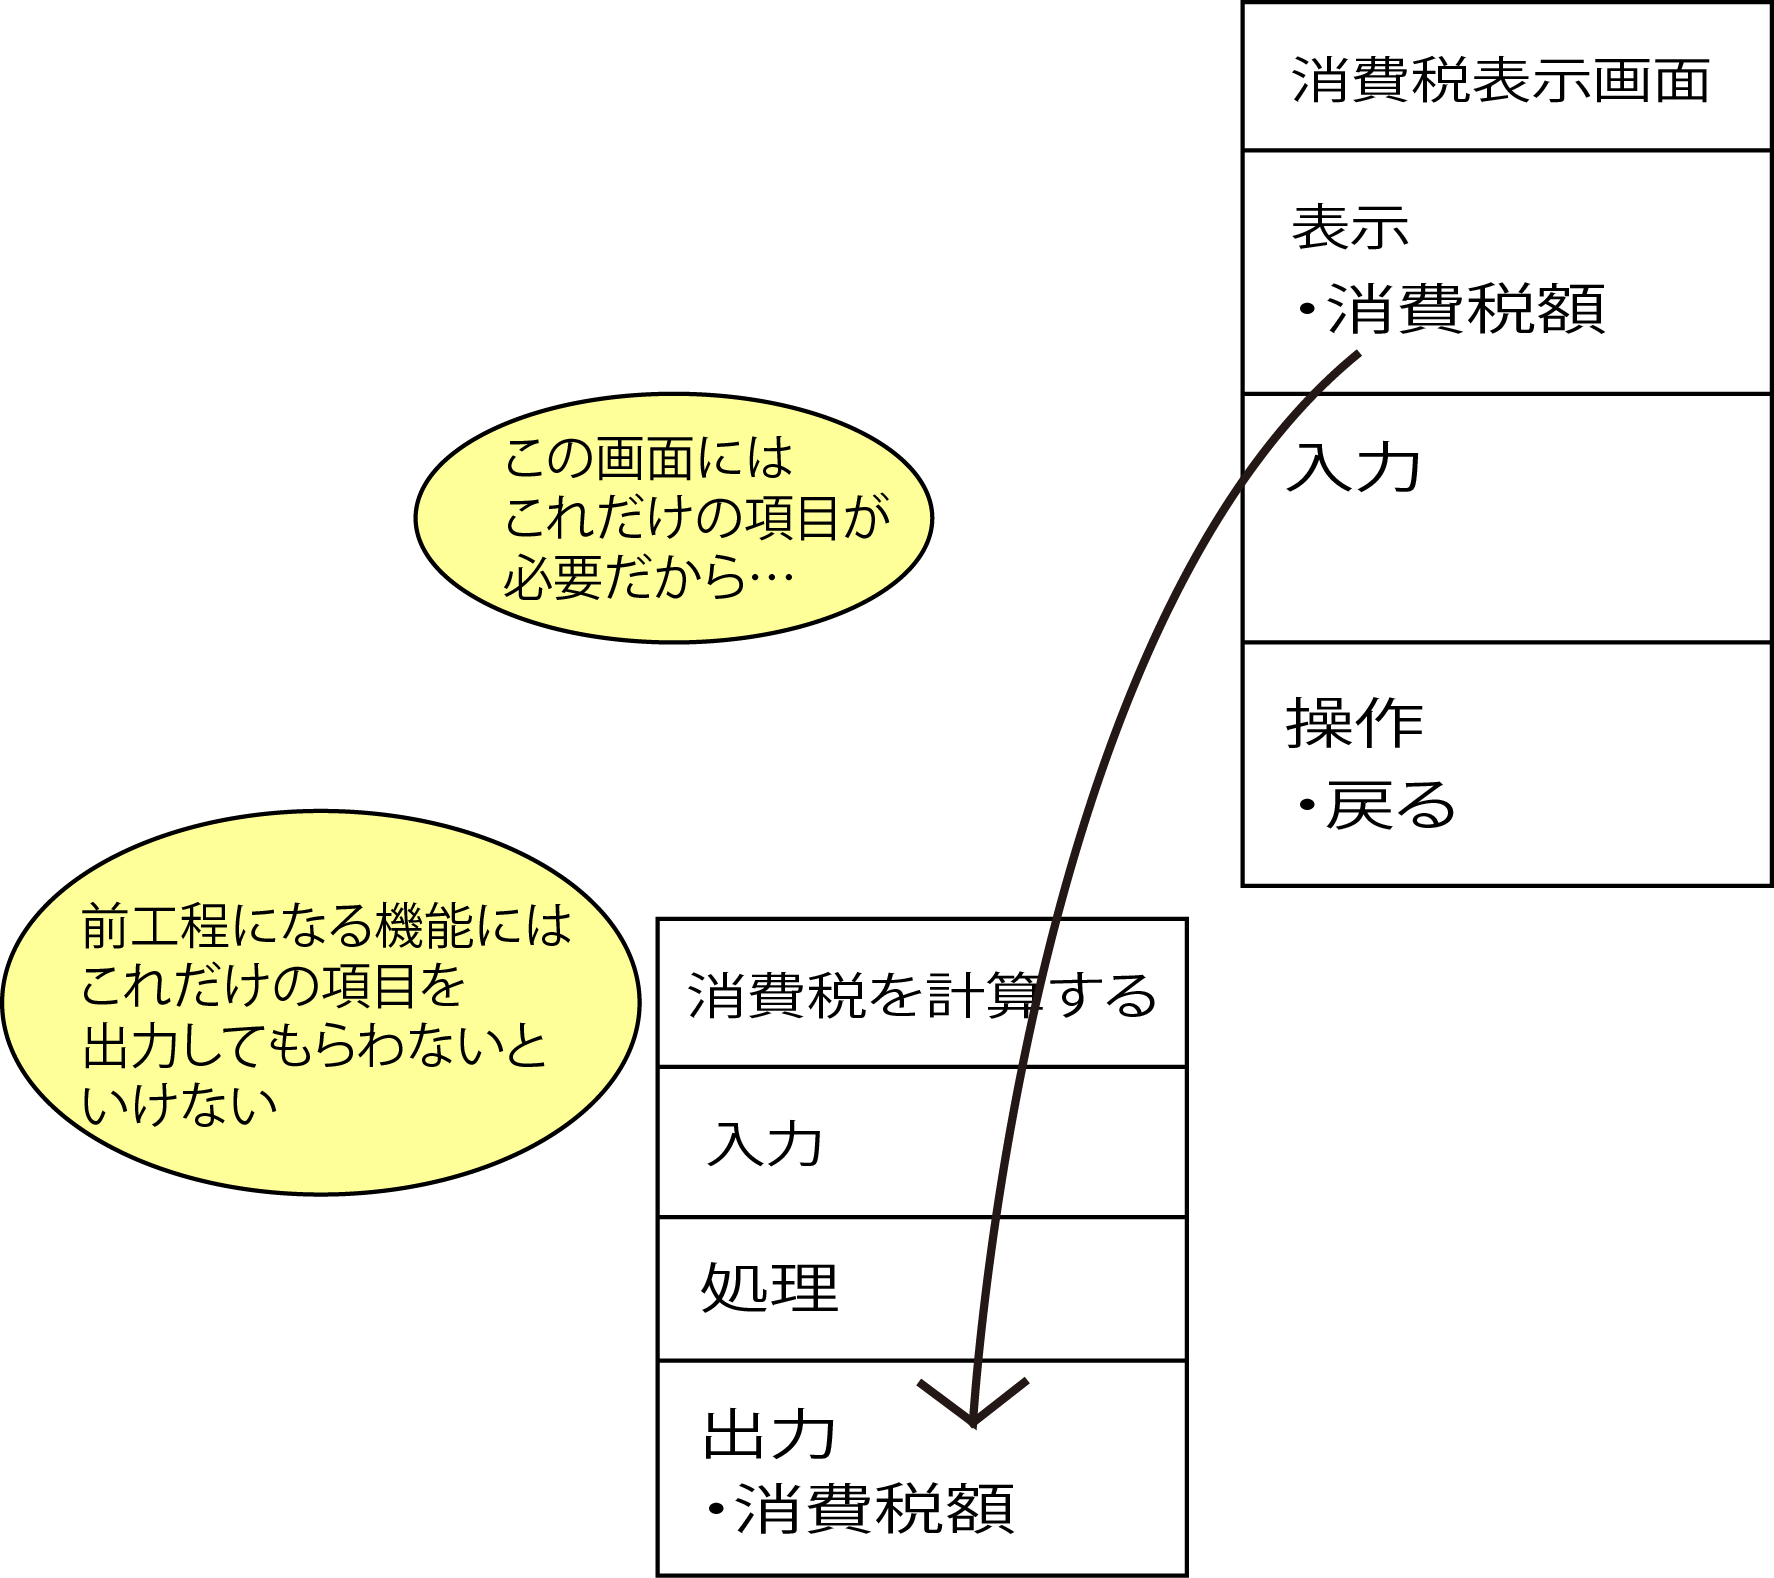 消費税表示画面
表示
・消費税額
入力
操作
・戻る
この画面には
これだけの項目が
必要だから…
前工程になる機能には
これだけの項目を
出力してもらわないと
いけない
消費税を計算する
入力
処理
出力
・消費税額